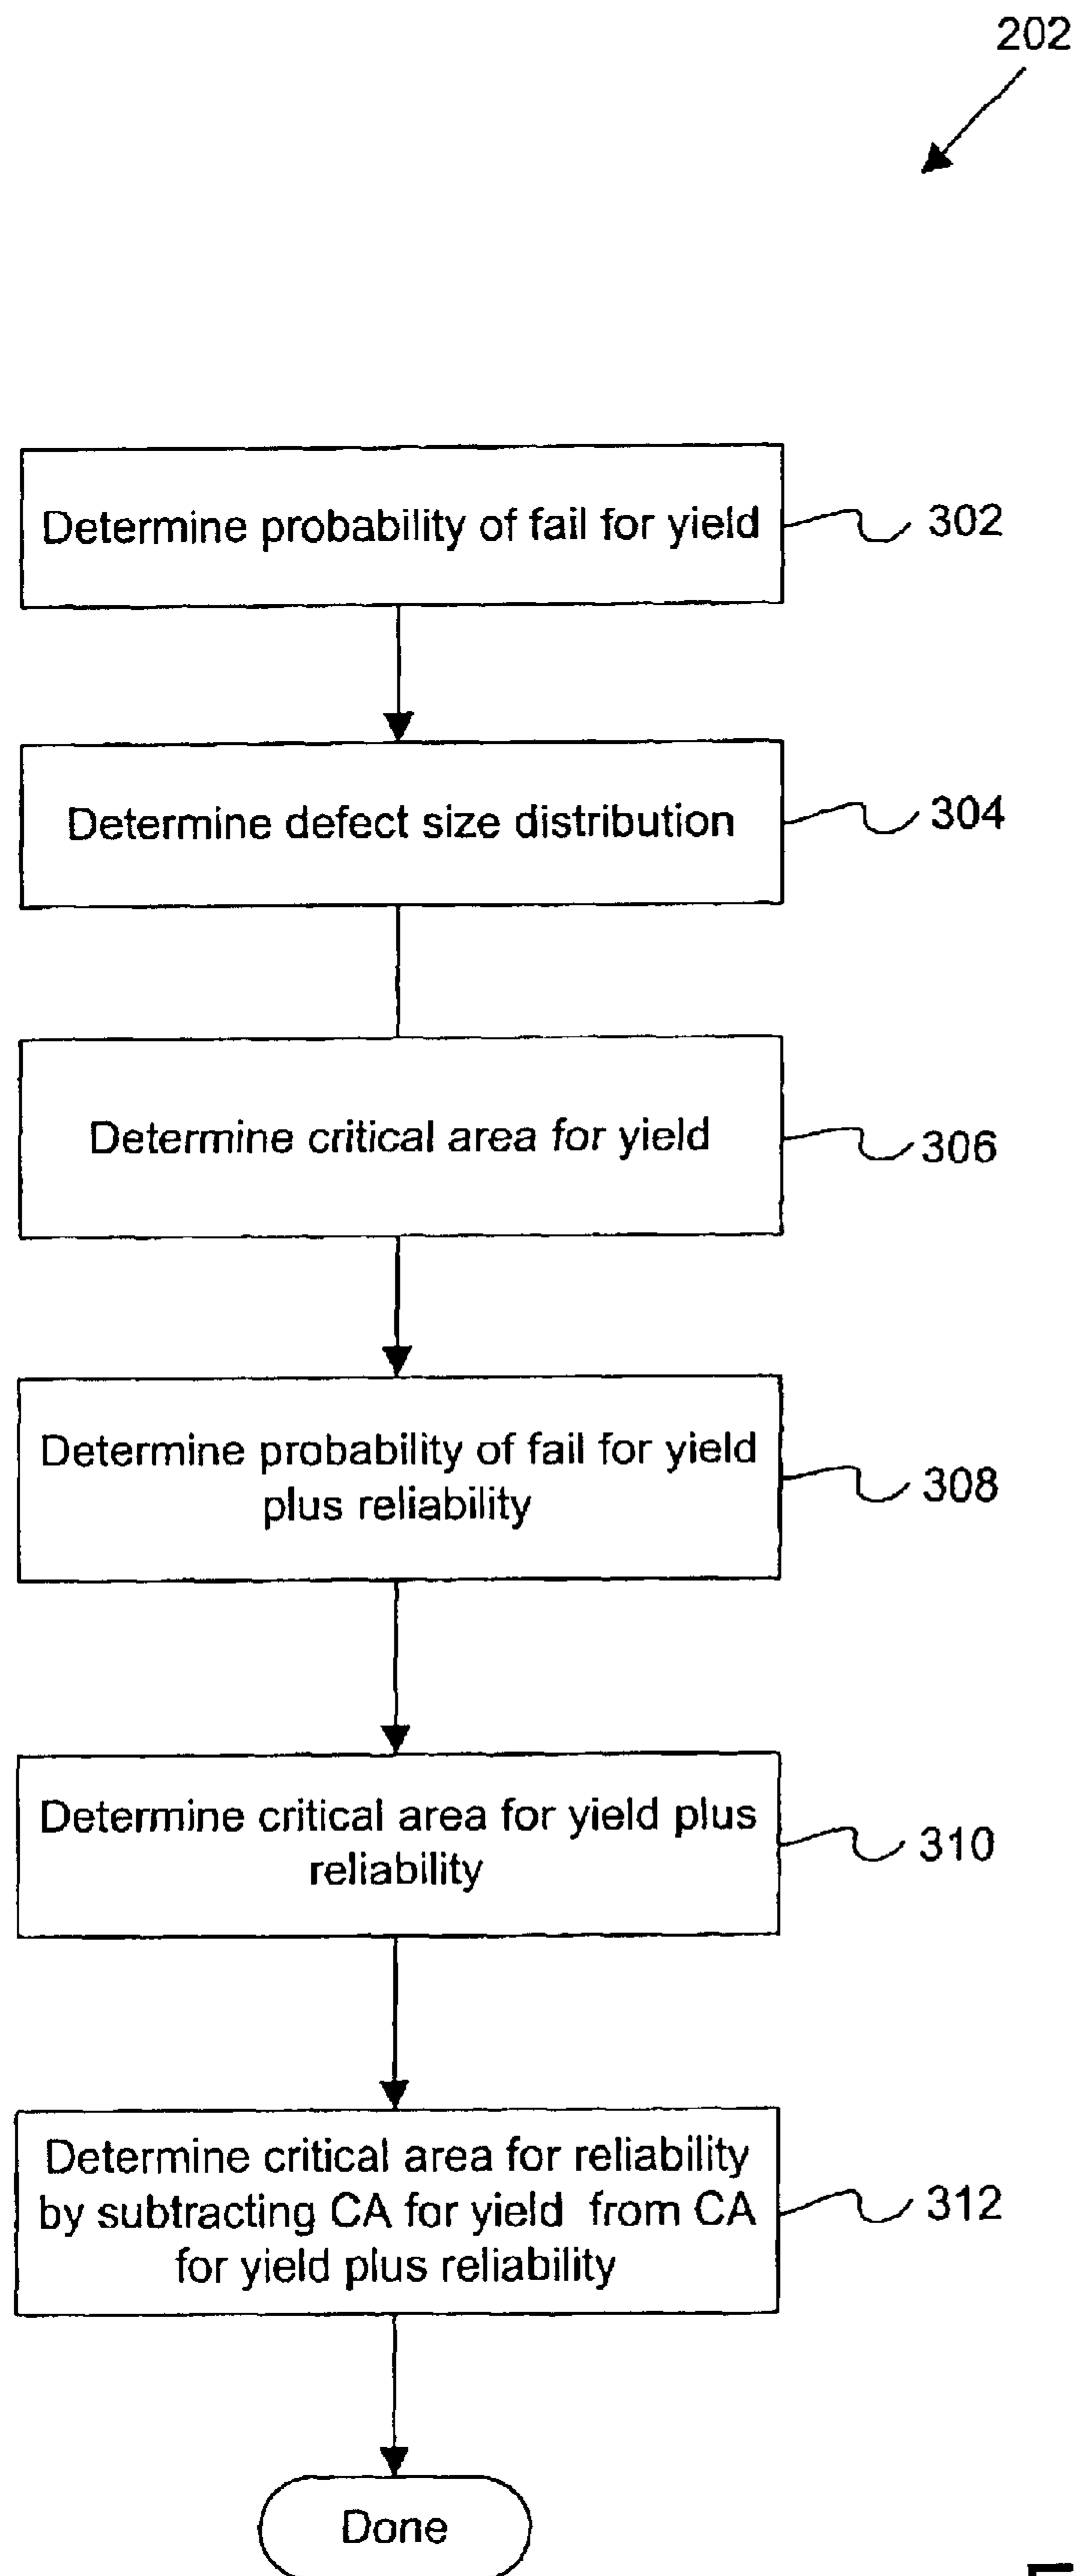 202
Determine probability of fail for yield
302
Determine defect size distribution
304
Determine critical area for yield
306
Determine probability of fail for yield
plus reliability
308
Determine critical area for yield plus
reliability
310
Determine critical area for reliability
by subtracting CA for yield from CA
for yield plus reliability
312
Done